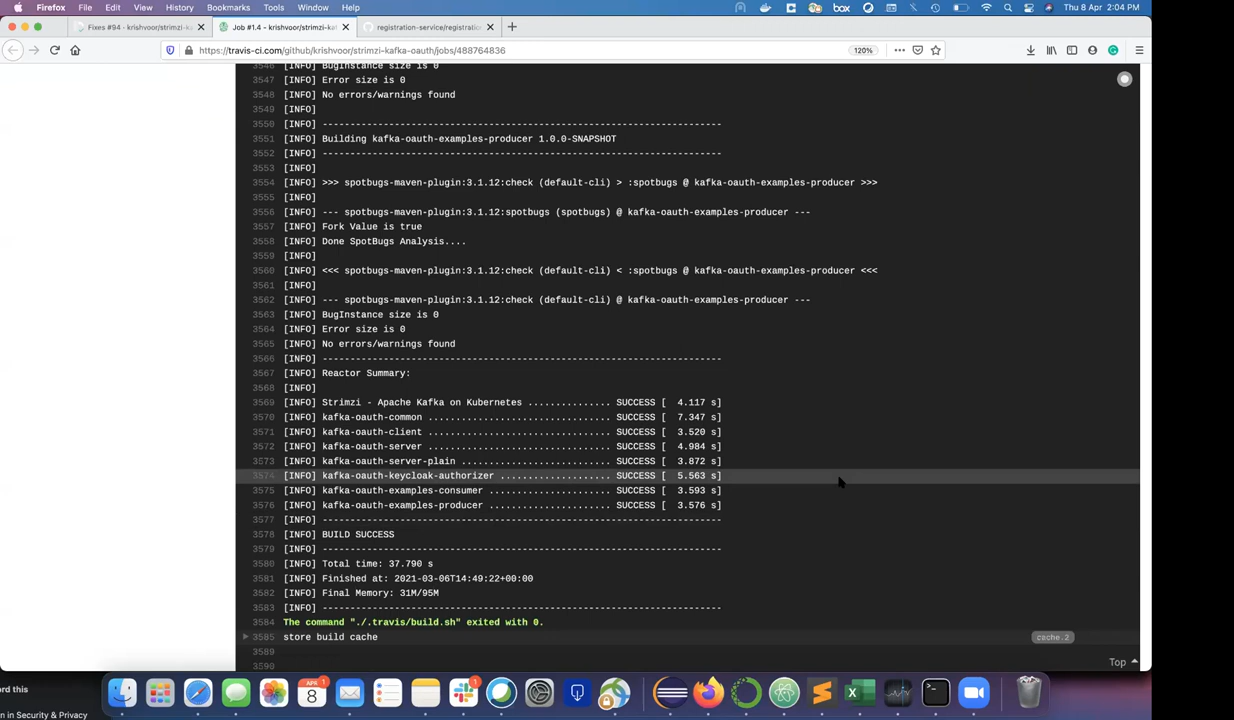 Firefox File Edit View History Bookmarks Tools Window Help box Thu 8 Apr 2:04 PM
Fixes #94 - krishvoor/strimzi-ka × Job #1.4 - krishvoor/strimzi-kaf × registration-service/registration × +
https://travis-ci.com/github/krishvoor/strimzi-kafka-oauth/jobs/488764836 120%
3546 [INFO] BugInstance size is 0
3547 [INFO] Error size is 0
3548 [INFO] No errors/warnings found
3549 [INFO]
3550 [INFO] ------------------------------------------------------------------------
3551 [INFO] Building kafka-oauth-examples-producer 1.0.0-SNAPSHOT
3552 [INFO] ------------------------------------------------------------------------
3553 [INFO]
3554 [INFO] >>> spotbugs-maven-plugin:3.1.12:check (default-cli) > :spotbugs @ kafka-oauth-examples-producer >>>
3555 [INFO]
3556 [INFO] --- spotbugs-maven-plugin:3.1.12:spotbugs (spotbugs) @ kafka-oauth-examples-producer ---
3557 [INFO] Fork Value is true
3558 [INFO] Done SpotBugs Analysis....
3559 [INFO]
3560 [INFO] <<< spotbugs-maven-plugin:3.1.12:check (default-cli) < :spotbugs @ kafka-oauth-examples-producer <<<
3561 [INFO]
3562 [INFO] --- spotbugs-maven-plugin:3.1.12:check (default-cli) @ kafka-oauth-examples-producer ---
3563 [INFO] BugInstance size is 0
3564 [INFO] Error size is 0
3565 [INFO] No errors/warnings found
3566 [INFO] ------------------------------------------------------------------------
3567 [INFO] Reactor Summary:
3568 [INFO]
3569 [INFO] Strimzi - Apache Kafka on Kubernetes ............... SUCCESS [ 4.117 s]
3570 [INFO] kafka-oauth-common ................................. SUCCESS [ 7.347 s]
3571 [INFO] kafka-oauth-client ................................. SUCCESS [ 3.520 s]
3572 [INFO] kafka-oauth-server ................................. SUCCESS [ 4.984 s]
3573 [INFO] kafka-oauth-server-plain ........................... SUCCESS [ 3.872 s]
3574 [INFO] kafka-oauth-keycloak-authorizer .................... SUCCESS [ 5.563 s]
3575 [INFO] kafka-oauth-examples-consumer ...................... SUCCESS [ 3.593 s]
3576 [INFO] kafka-oauth-examples-producer ...................... SUCCESS [ 3.576 s]
3577 [INFO] ------------------------------------------------------------------------
3578 [INFO] BUILD SUCCESS
3579 [INFO] ------------------------------------------------------------------------
3580 [INFO] Total time: 37.790 s
3581 [INFO] Finished at: 2021-03-06T14:49:22+00:00
3582 [INFO] Final Memory: 31M/95M
3583 [INFO] ------------------------------------------------------------------------
3584 The command "./.travis/build.sh" exited with 0.
3585 store build cache cache.2
3589
3590
Top
ord this
n in Security & Privacy
APR 8 1